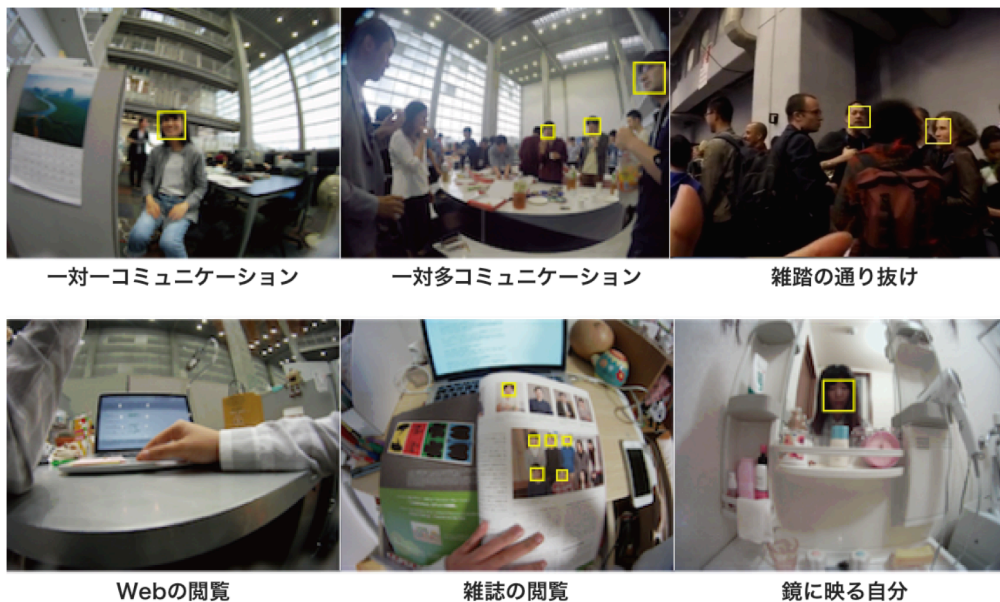 一対一コミュニケーション
一対多コミュニケーション
雑踏の通り抜け
Webの閲覧
雑誌の閲覧
鏡に映る自分